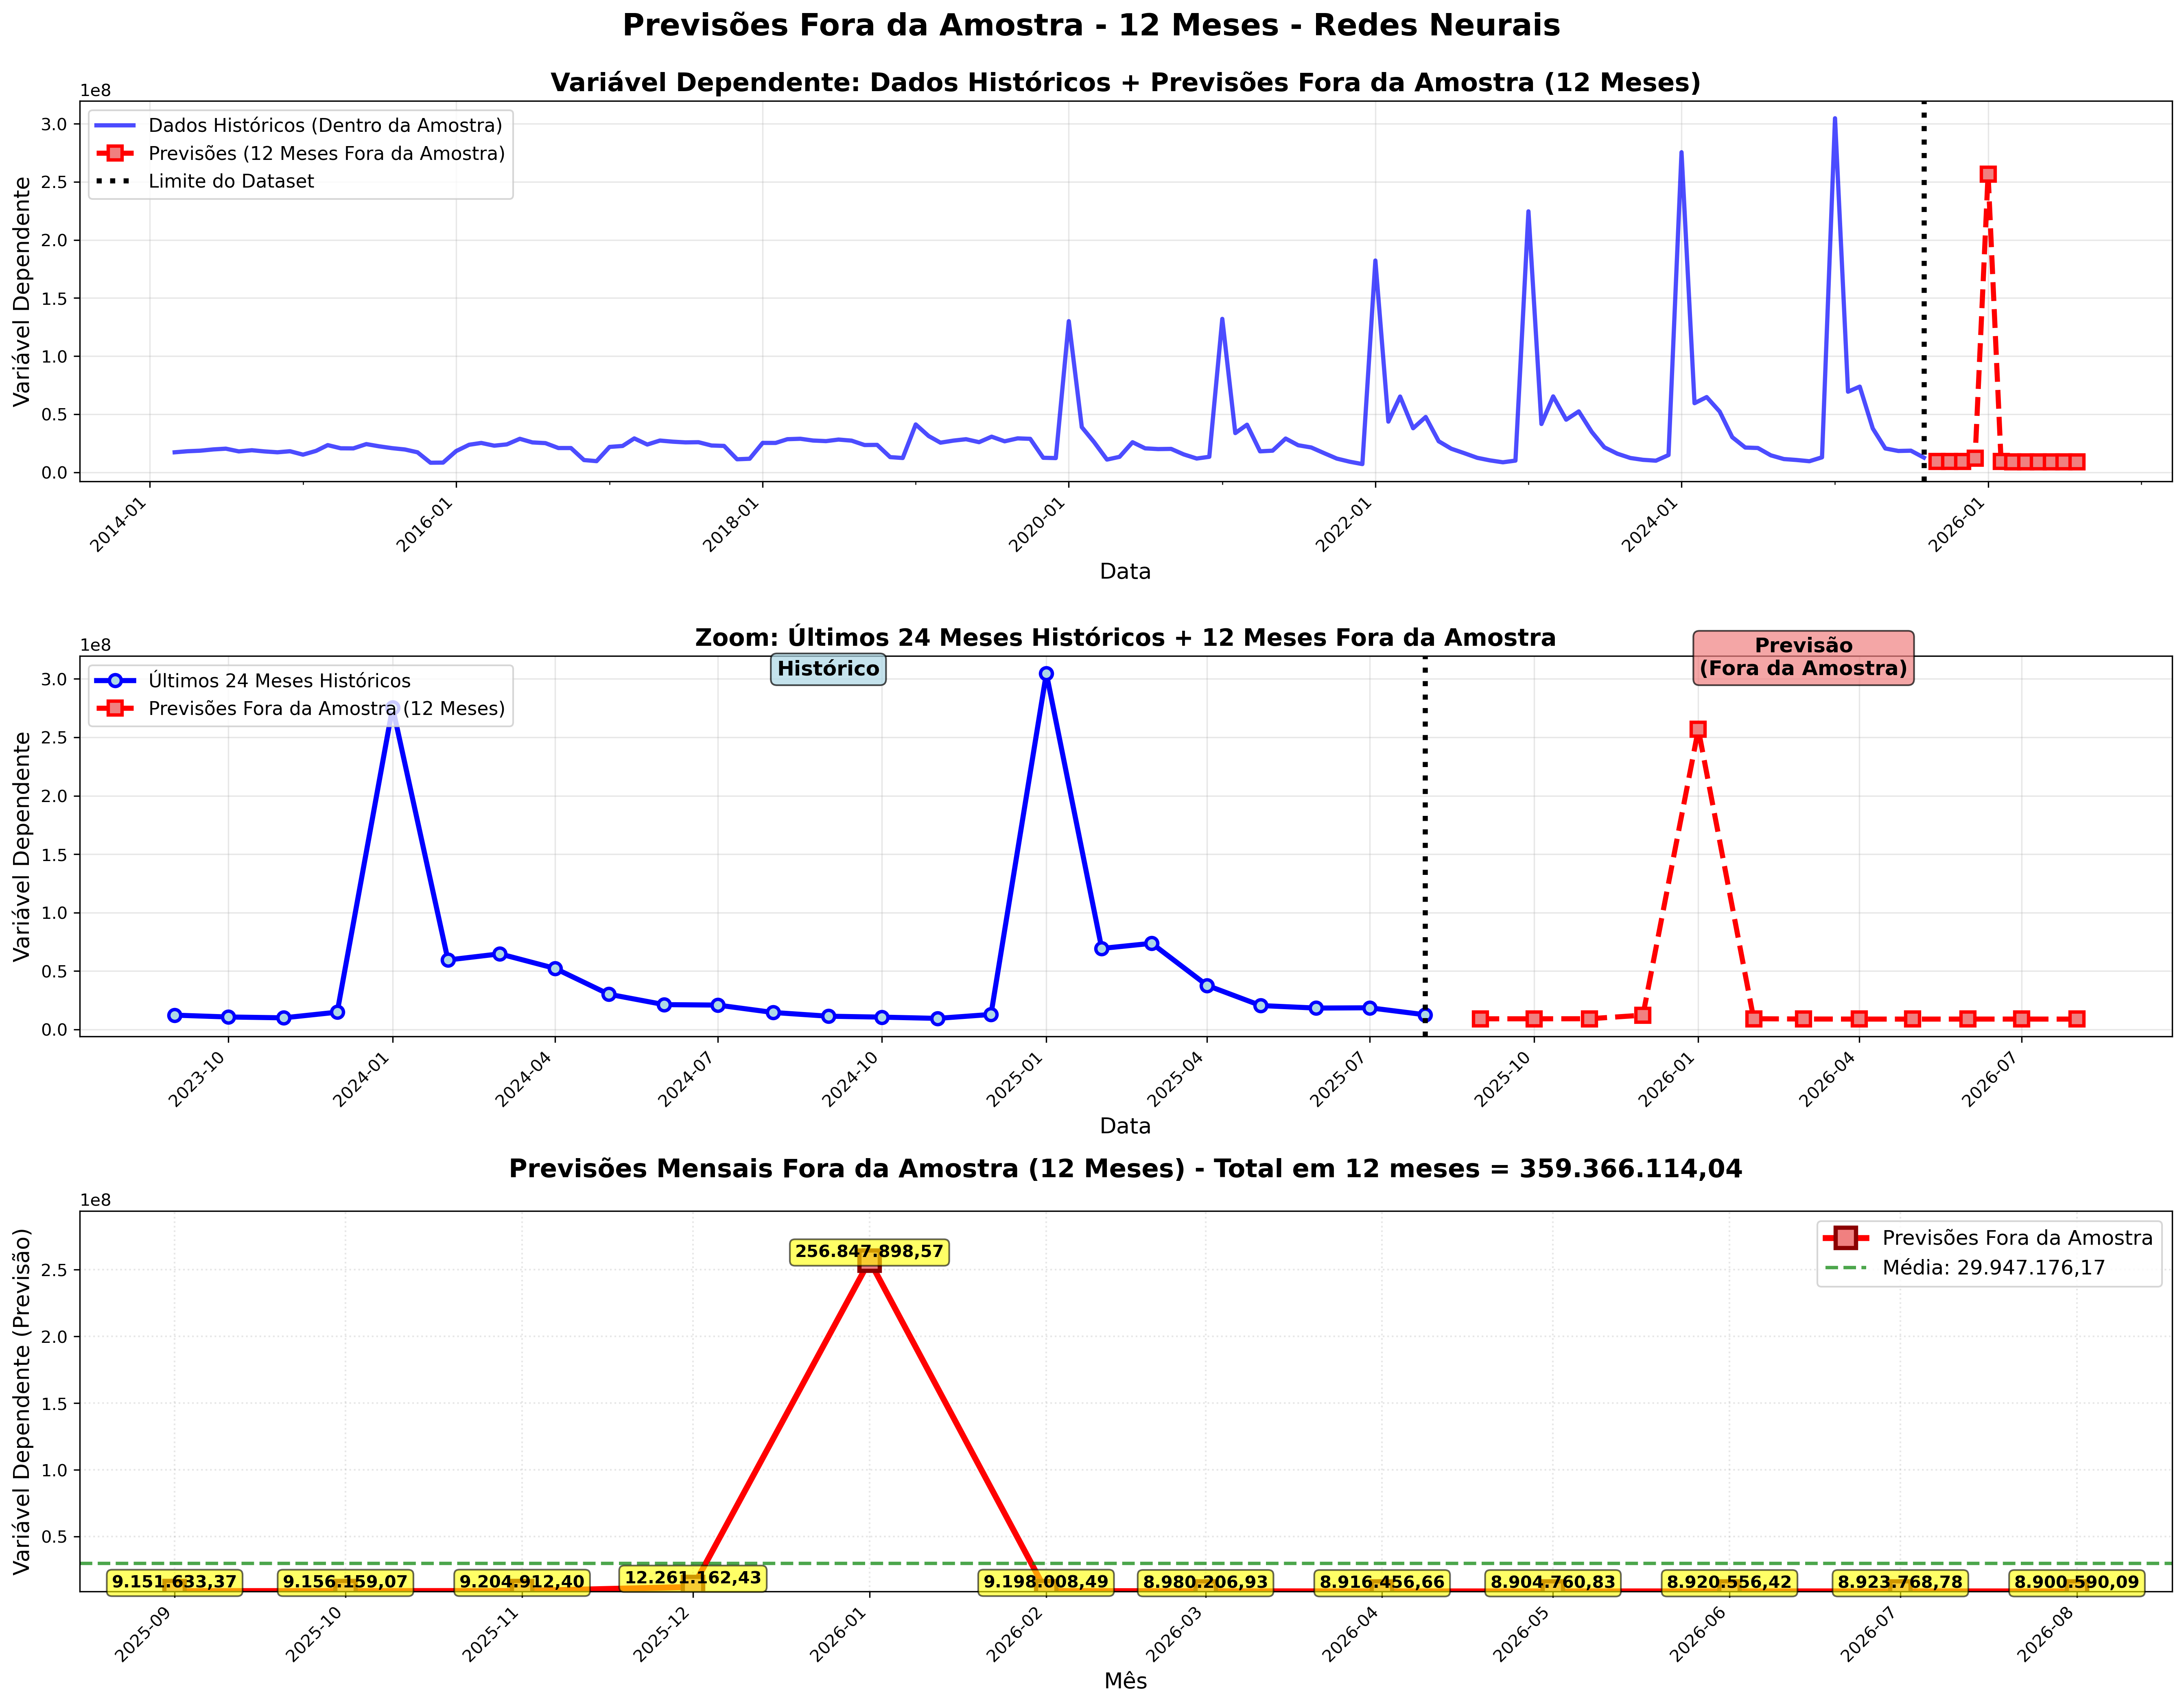 Previsões Fora da Amostra - 12 Meses - Redes Neurais
Variável Dependente: Dados Históricos + Previsões Fora da Amostra (12 Meses)
1e8
Dados Históricos (Dentro da Amostra)
Previsões (12 Meses Fora da Amostra)
Limite do Dataset
Variável Dependente
3.0
2.5
2.0
1.5
1.0
0.5
0.0
2014-01
2016-01
2018-01
2020-01
2022-01
2024-01
2026-01
Data
Zoom: Últimos 24 Meses Históricos + 12 Meses Fora da Amostra
1e8
Histórico
Previsão
(Fora da Amostra)
Últimos 24 Meses Históricos
Previsões Fora da Amostra (12 Meses)
Variável Dependente
3.0
2.5
2.0
1.5
1.0
0.5
0.0
2023-10
2024-01
2024-04
2024-07
2024-10
2025-01
2025-04
2025-07
2025-10
2026-01
2026-04
2026-07
Data
Previsões Mensais Fora da Amostra (12 Meses) - Total em 12 meses = 359.366.114,04
1e8
Previsões Fora da Amostra
Média: 29.947.176,17
Variável Dependente (Previsão)
2.5
2.0
1.5
1.0
0.5
9.151.633,37
9.156.159,07
9.204.912,40
12.261.162,43
256.847.898,57
9.198.008,49
8.980.206,93
8.916.456,66
8.904.760,83
8.920.556,42
8.923.768,78
8.900.590,09
2025-09
2025-10
2025-11
2025-12
2026-01
2026-02
2026-03
2026-04
2026-05
2026-06
2026-07
2026-08
Mês